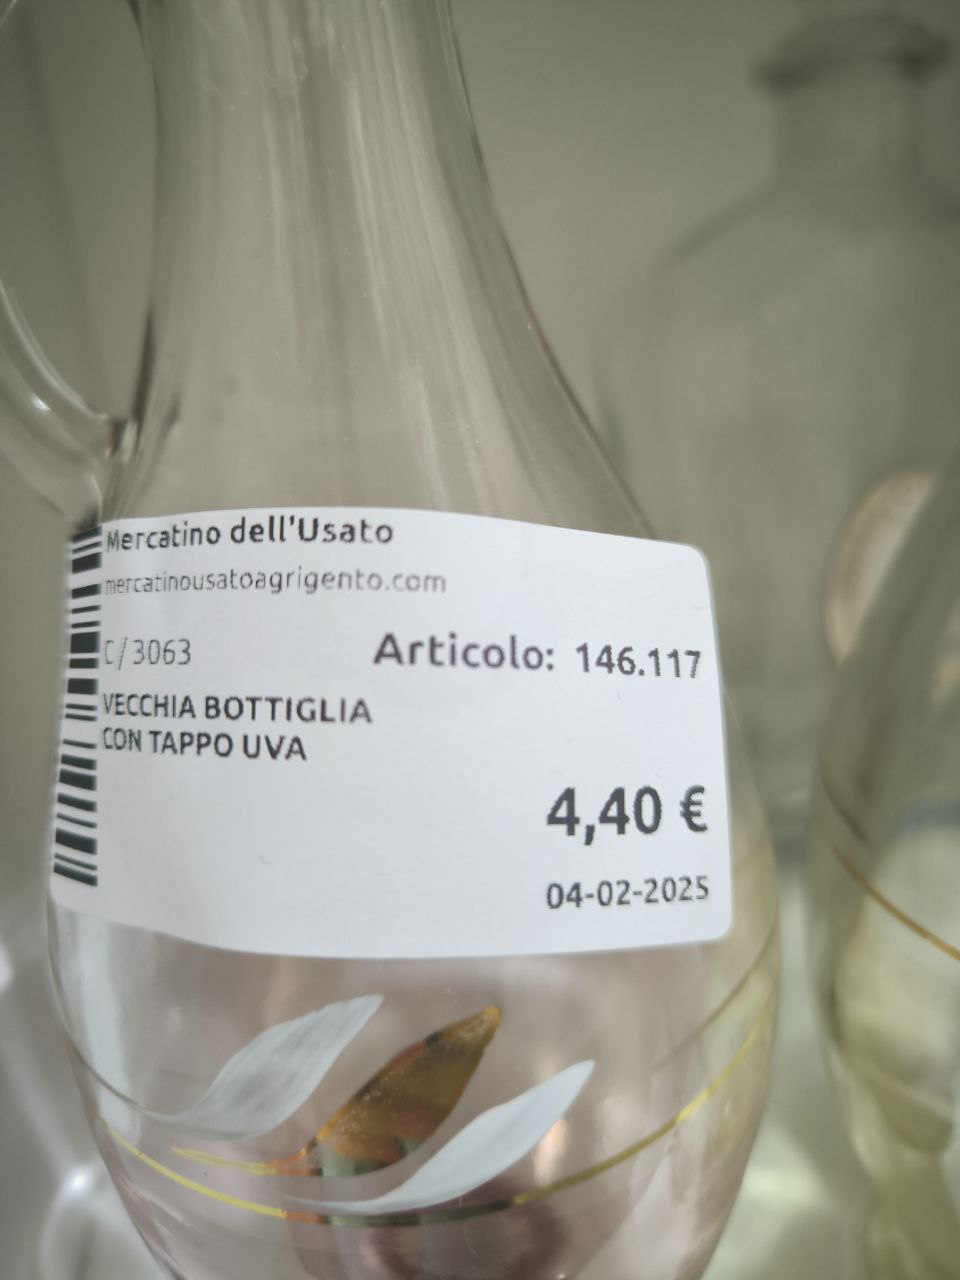 Mercatino dell'Usato
mercatinousatoagrigento.com
C/3063 Articolo: 146.117
VECCHIA BOTTIGLIA
CON TAPPO UVA
4,40 €
04-02-2025